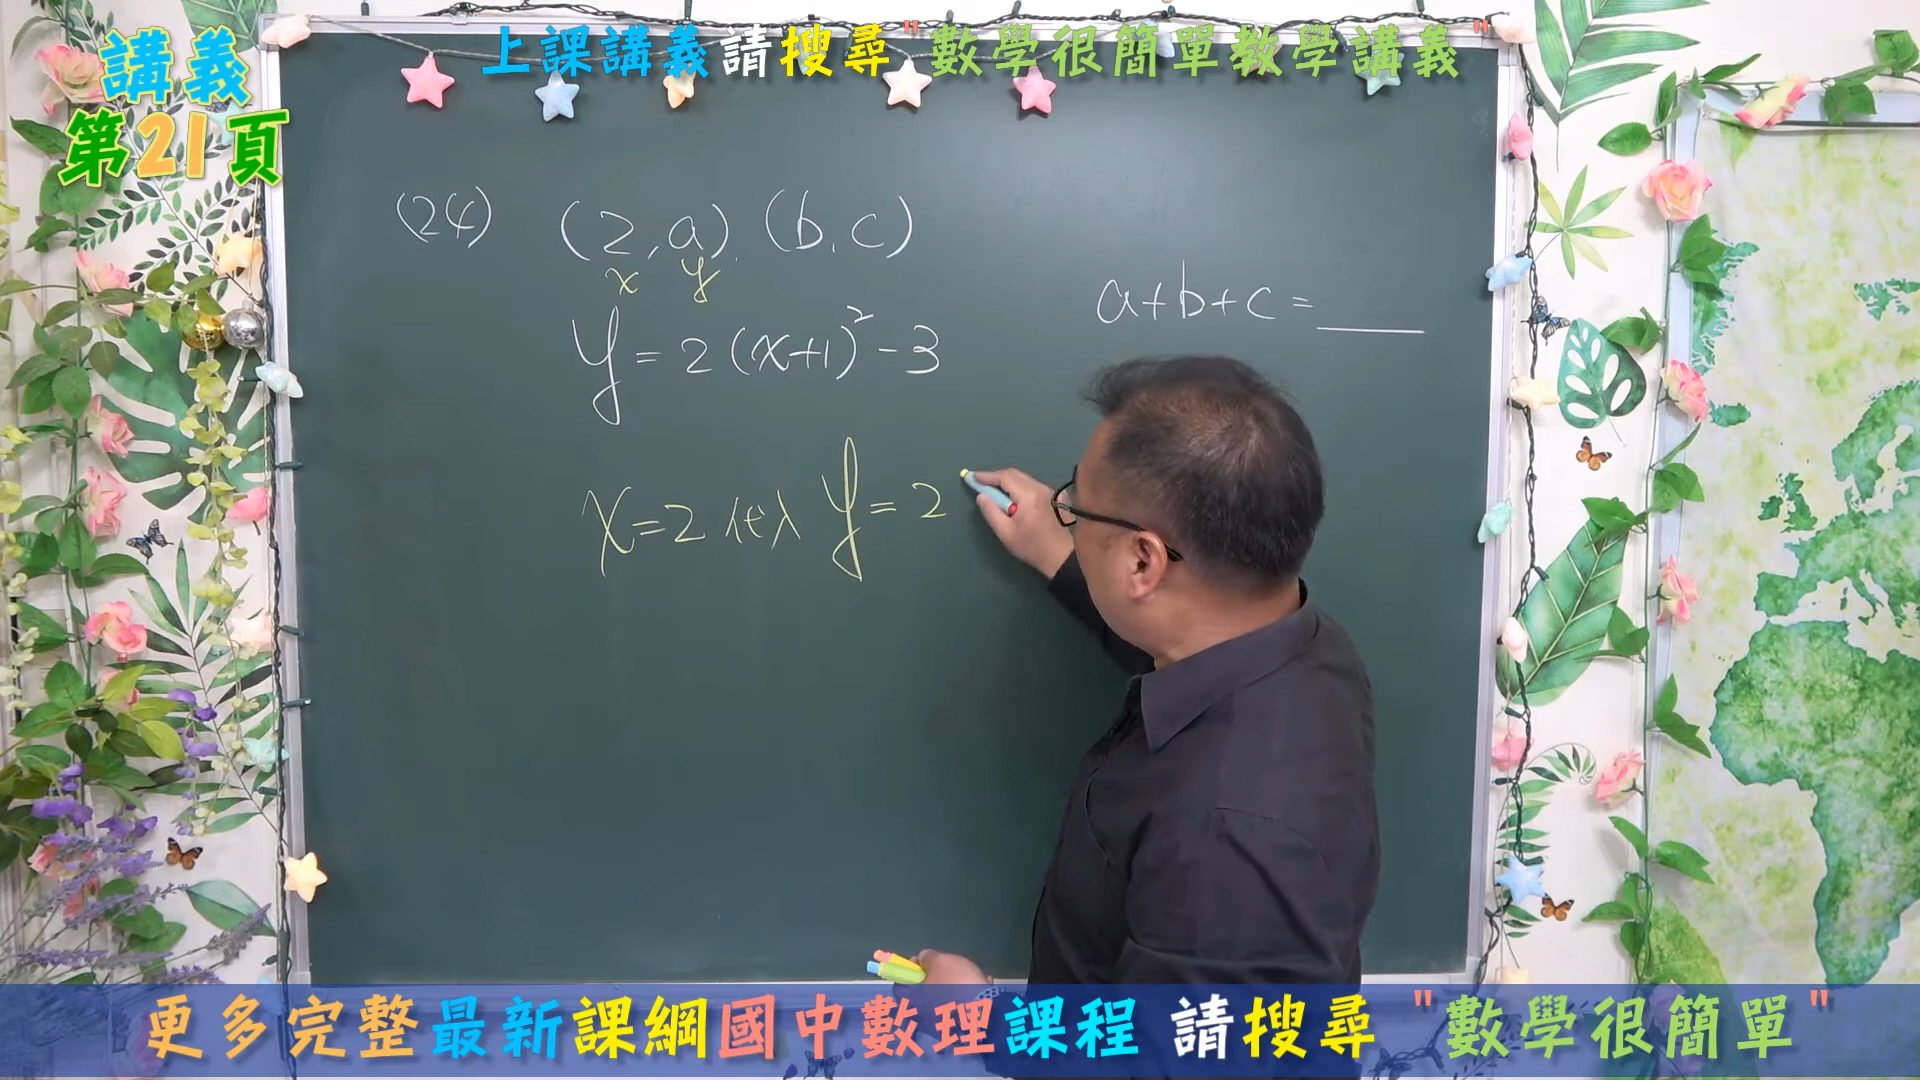 講義
第21頁
上課講義請搜尋"數學很簡單教學講義"
(24) (2,a), (b,c)
x y
a+b+c=____
y=2(x+1)²-3
x=2代入 y=2
更多完整最新課綱國中數理課程 請搜尋 "數學很簡單"